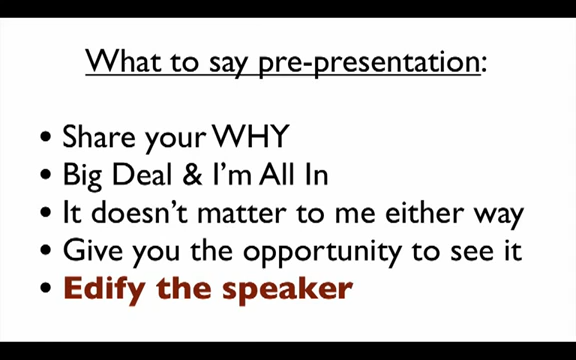 What to say pre-presentation:
• Share your WHY
• Big Deal & I'm All In
• It doesn't matter to me either way
• Give you the opportunity to see it
• Edify the speaker